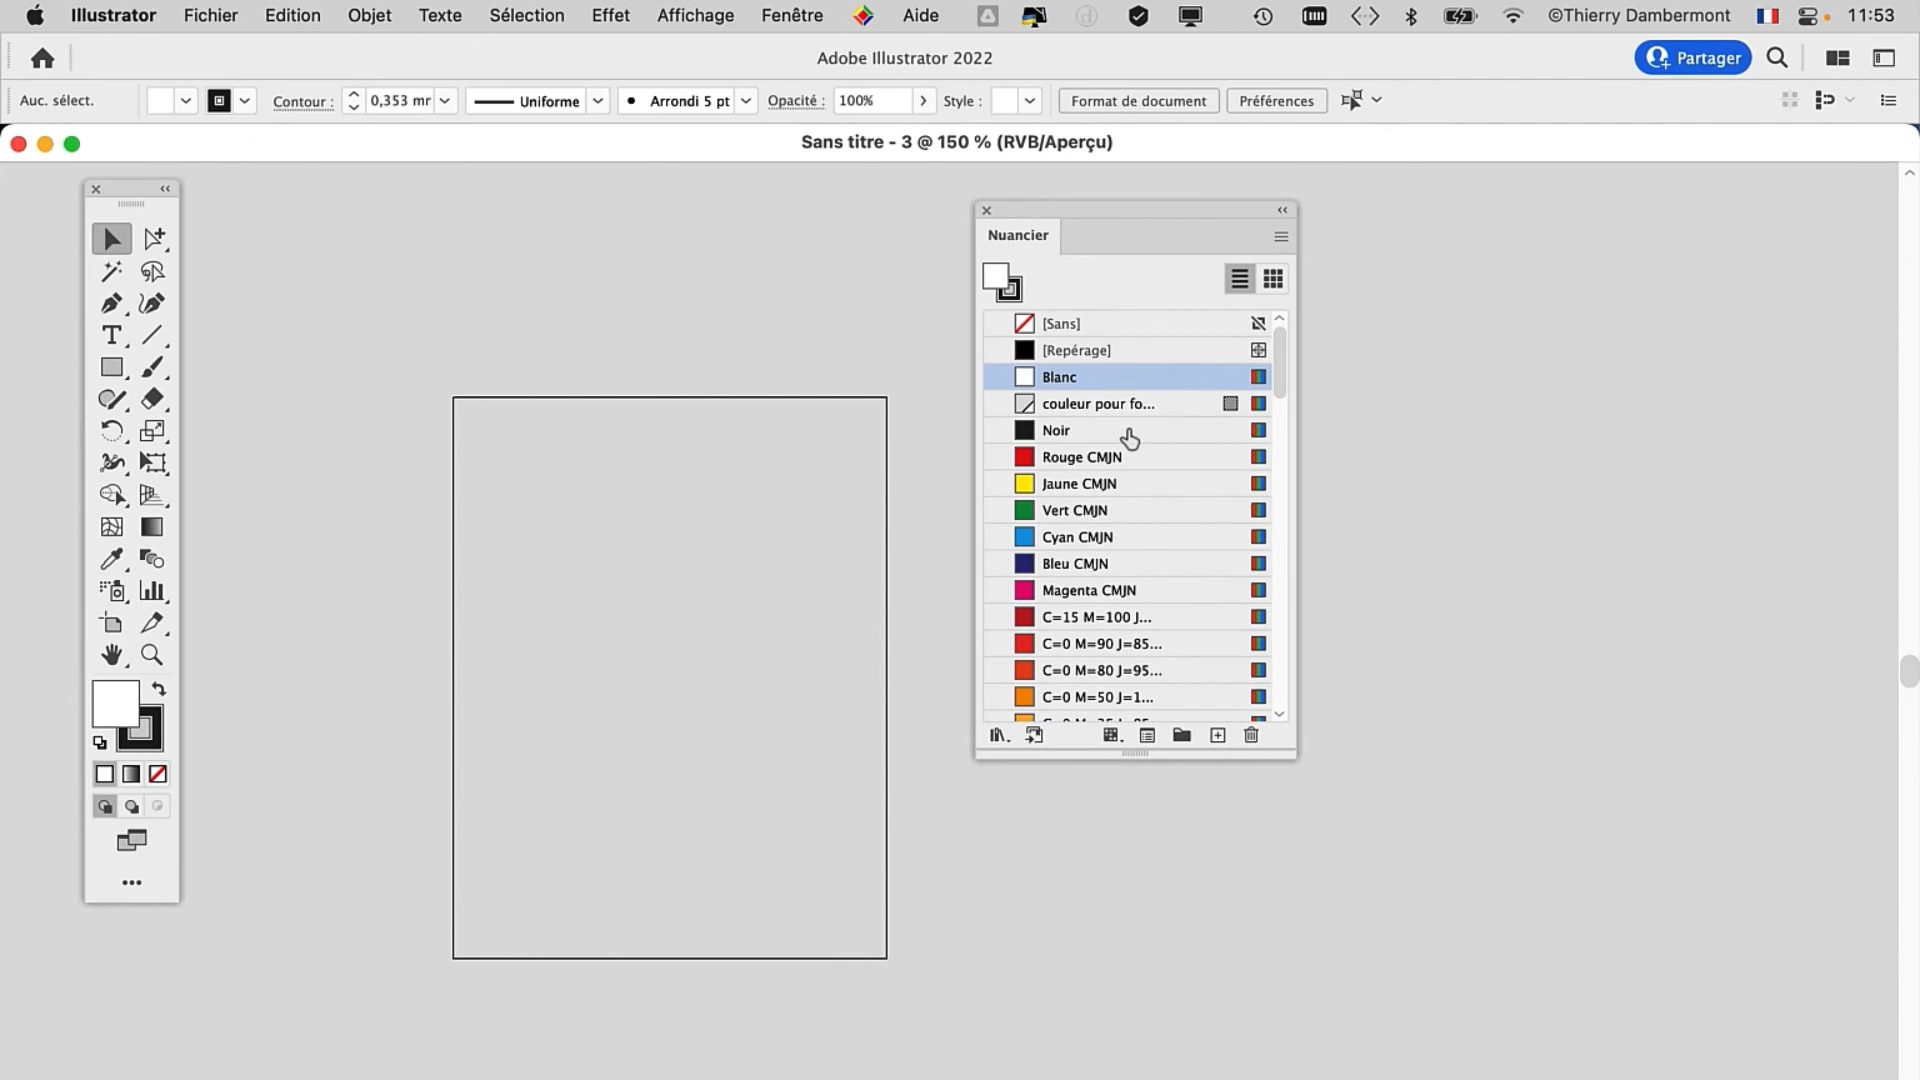 Illustrator Fichier Edition Objet Texte Sélection Effet Affichage Fenêtre Aide ©Thierry Dambermont 11:53
Adobe Illustrator 2022 Partager
Auc. sélect. Contour : 0,353 mr Uniforme Arrondi 5 pt Opacité : 100% Style : Format de document Préférences
Sans titre - 3 @ 150 % (RVB/Aperçu)
Nuancier
[Sans]
[Repérage]
Blanc
couleur pour fo...
Noir
Rouge CMJN
Jaune CMJN
Vert CMJN
Cyan CMJN
Bleu CMJN
Magenta CMJN
C=15 M=100 J...
C=0 M=90 J=85...
C=0 M=80 J=95...
C=0 M=50 J=1...